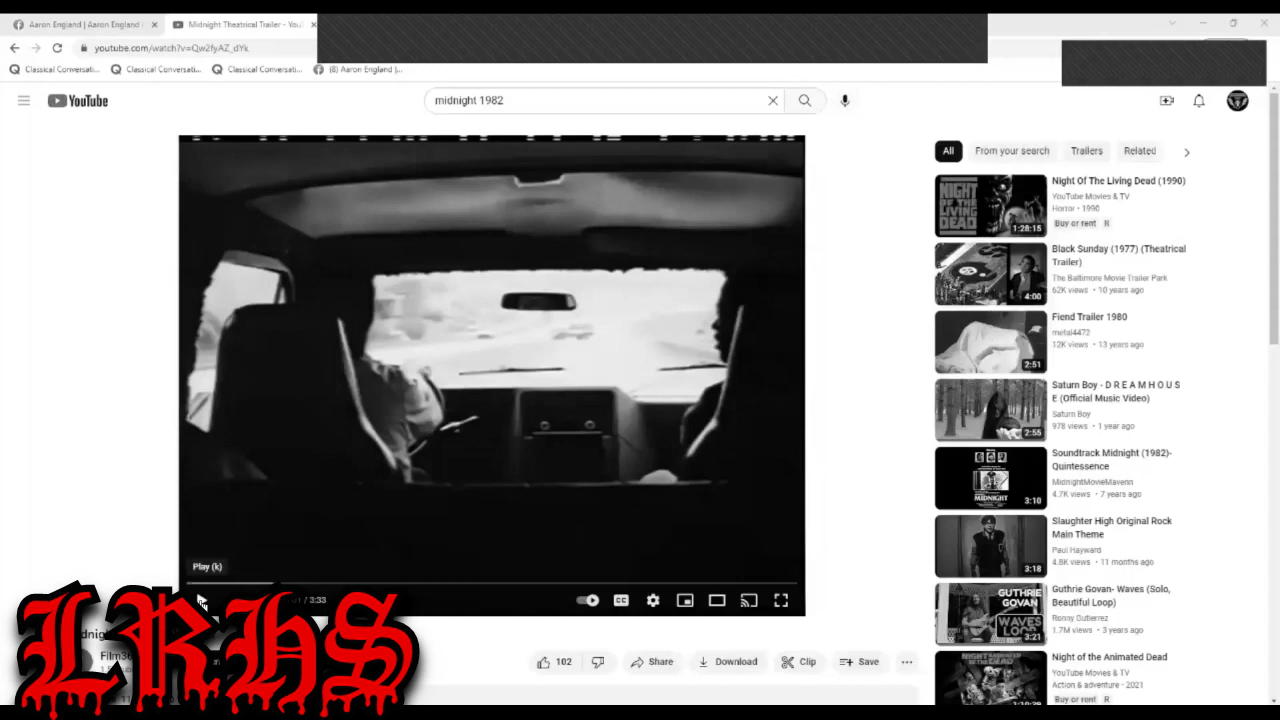 Aaron England | Aaron England
Midnight Theatrical Trailer - You
youtube.com/watch?v=Qw2fyAZ_dYk
Classical Conversati...
Classical Conversati...
Classical Conversati...
(8) Aaron England |...
YouTube
midnight 1982
All
From your search
Trailers
Related
NIGHT OF THE LIVING DEAD
1:28:15
Night Of The Living Dead (1990)
YouTube Movies & TV
Horror • 1990
Buy or rent R
4:00
Black Sunday (1977) (Theatrical
Trailer)
The Baltimore Movie Trailer Park
62K views • 10 years ago
2:51
Fiend Trailer 1980
metal4472
12K views • 13 years ago
2:55
Saturn Boy - D R E A M H O U S
E (Official Music Video)
Saturn Boy
978 views • 1 year ago
MIDNIGHT
3:10
Soundtrack Midnight (1982)-
Quintessence
MidnightMovieMavenn
4.7K views • 7 years ago
3:18
Slaughter High Original Rock
Main Theme
Paul Hayward
4.8K views • 11 months ago
GUTHRIE GOVAN
WAVES LOOP
3:21
Guthrie Govan- Waves (Solo,
Beautiful Loop)
Ronny Gutierrez
1.7M views • 3 years ago
Night of the Animated Dead
YouTube Movies & TV
Action & adventure • 2021
Buy or rent R
Play (k)
/ 3:33
CC
102
Share
Download
Clip
Save
LRHS